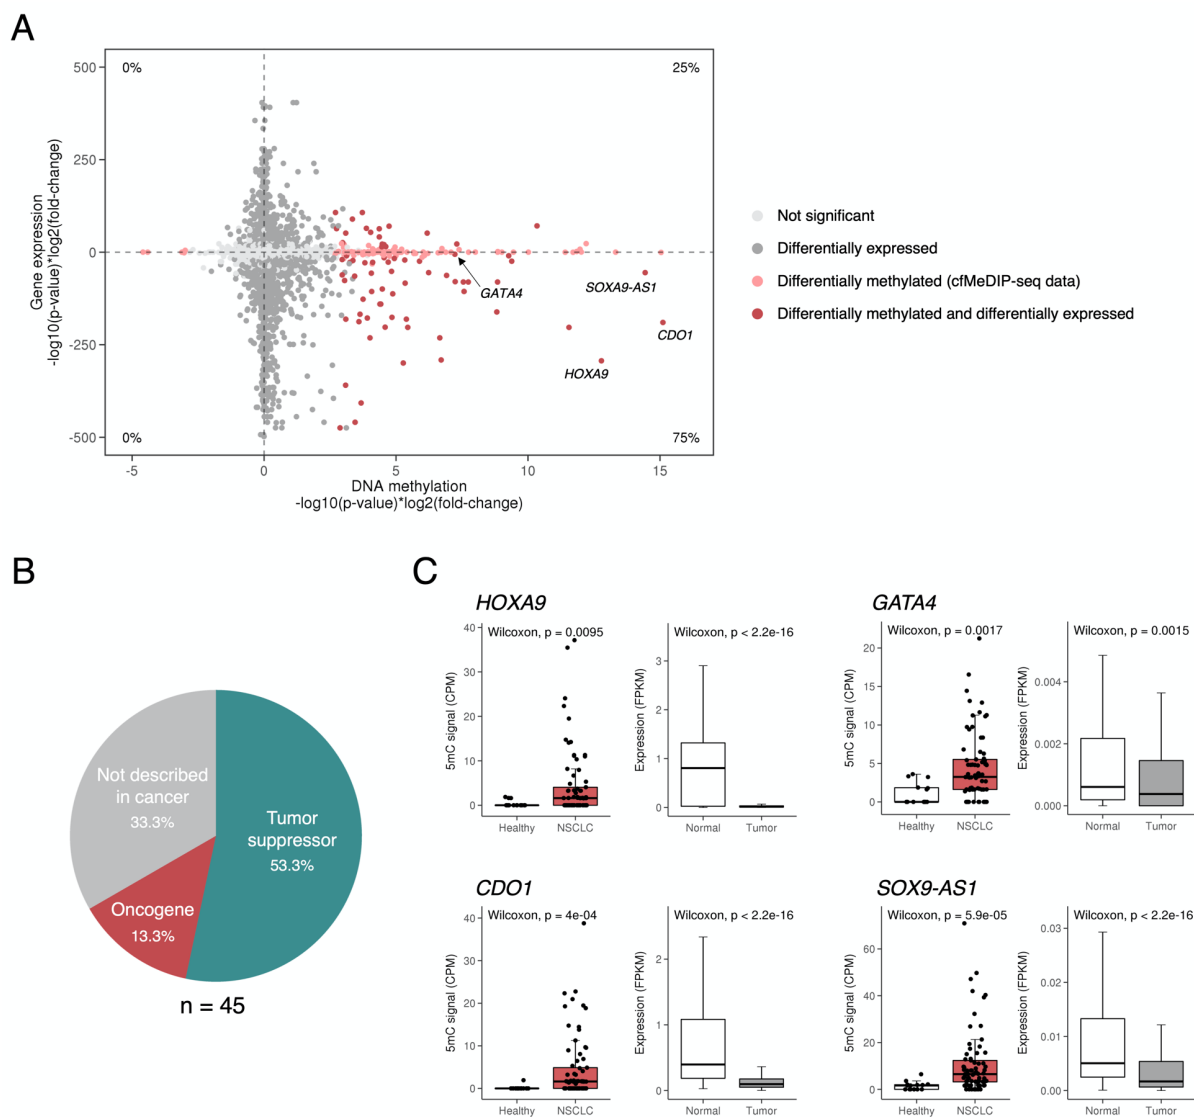 A
0%
25%
500
250
0
-250
-500
0%
75%
-5
0
5
10
15
Gene expression
-log10(p-value)*log2(fold-change)
DNA methylation
-log10(p-value)*log2(fold-change)
GATA4
SOXA9-AS1
CDO1
HOXA9
Not significant
Differentially expressed
Differentially methylated (cfMeDIP-seq data)
Differentially methylated and differentially expressed
B
Not described
in cancer
33.3%
Tumor
suppressor
53.3%
Oncogene
13.3%
n = 45
C
HOXA9
Wilcoxon, p = 0.0095
5mC signal (CPM)
40
30
20
10
0
Healthy
NSCLC
Wilcoxon, p < 2.2e-16
Expression (FPKM)
3
2
1
0
Normal
Tumor
GATA4
Wilcoxon, p = 0.0017
5mC signal (CPM)
20
15
10
5
0
Healthy
NSCLC
Wilcoxon, p = 0.0015
Expression (FPKM)
0.004
0.002
0.000
Normal
Tumor
CDO1
Wilcoxon, p = 4e-04
5mC signal (CPM)
40
30
20
10
0
Healthy
NSCLC
Wilcoxon, p < 2.2e-16
Expression (FPKM)
2
1
0
Normal
Tumor
SOX9-AS1
Wilcoxon, p = 5.9e-05
5mC signal (CPM)
60
40
20
0
Healthy
NSCLC
Wilcoxon, p < 2.2e-16
Expression (FPKM)
0.03
0.02
0.01
0.00
Normal
Tumor